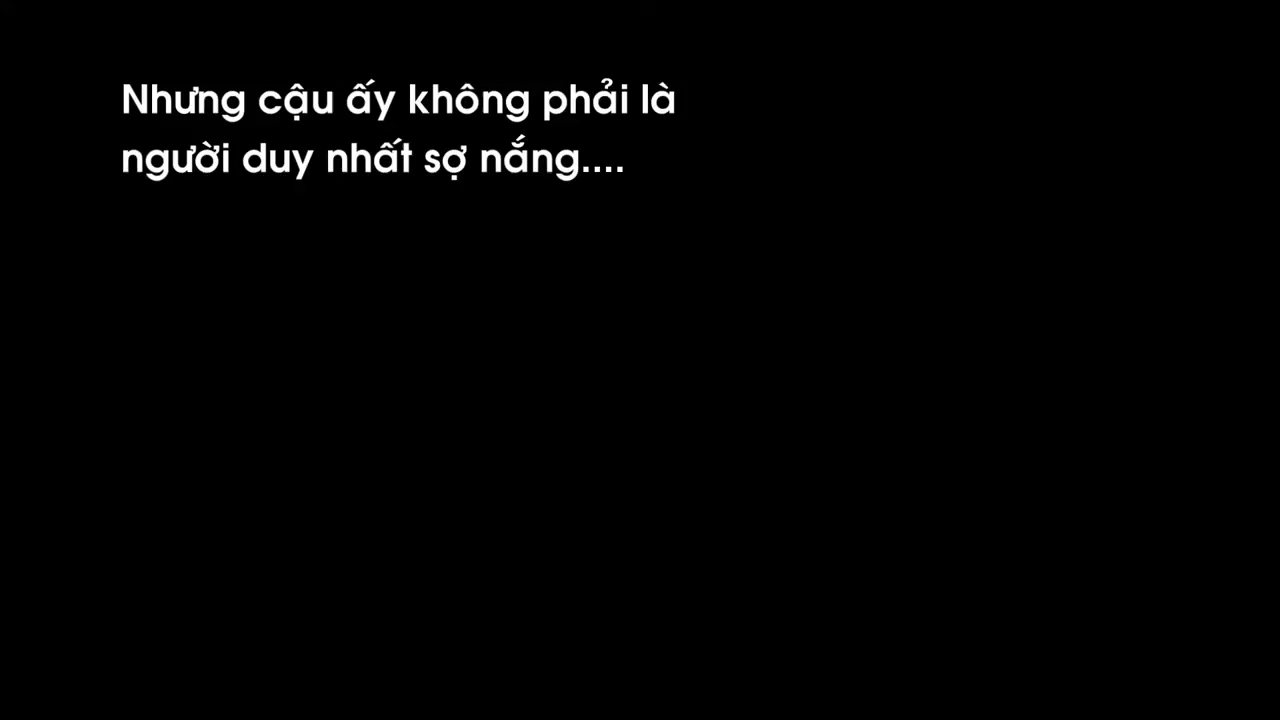 Nhưng cậu ấy không phải là
người duy nhất sợ nắng....